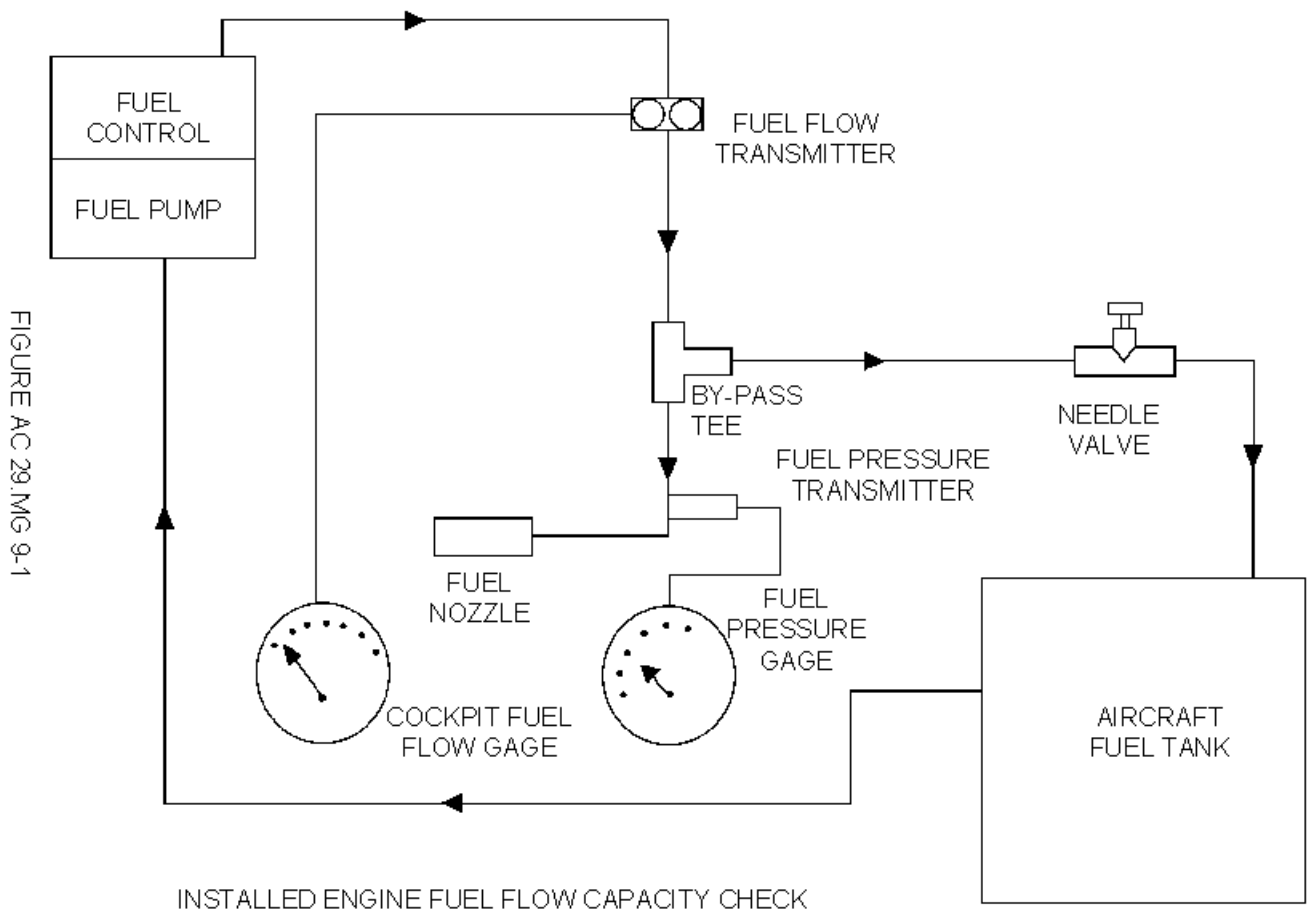 FUEL
CONTROL
FUEL PUMP
FUEL FLOW
TRANSMITTER
BY-PASS
TEE
NEEDLE
VALVE
FUEL PRESSURE
TRANSMITTER
FUEL
NOZZLE
FUEL
PRESSURE
GAGE
COCKPIT FUEL
FLOW GAGE
AIRCRAFT
FUEL TANK
FIGURE AC 29.MG 9-1
INSTALLED ENGINE FUEL FLOW CAPACITY CHECK